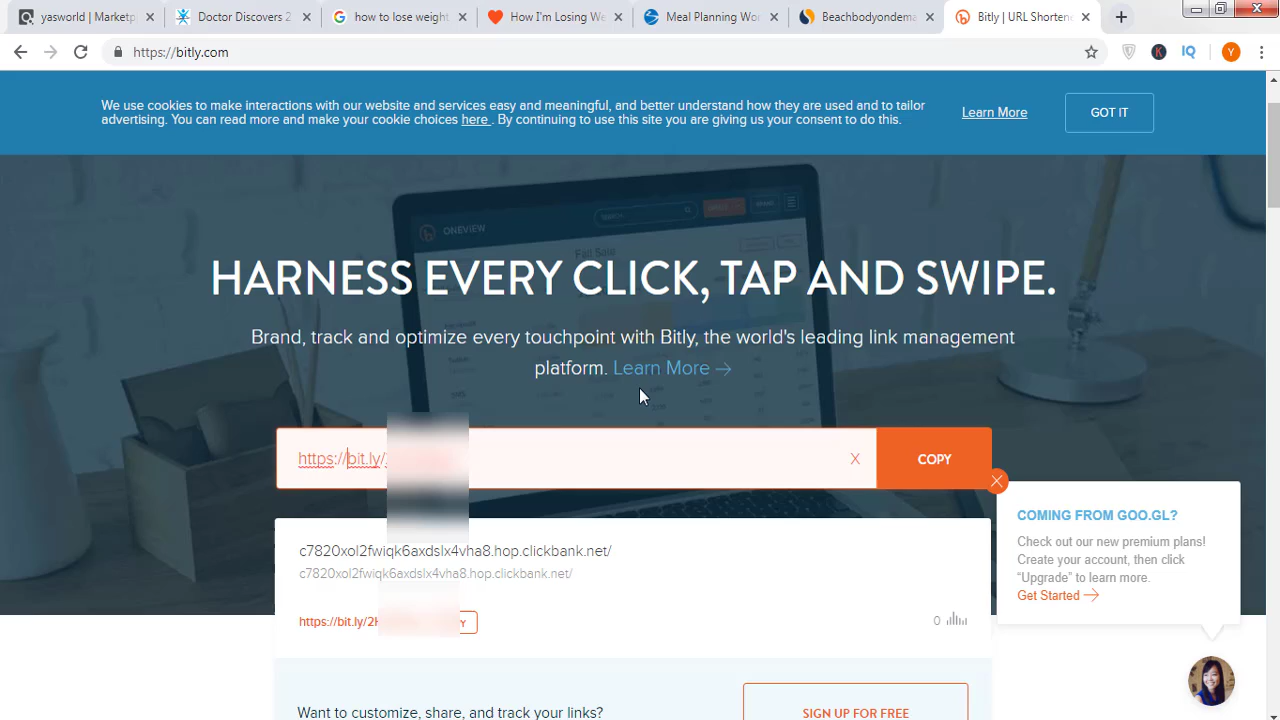 yasworld | Marketp
Doctor Discovers 2
how to lose weight
How I'm Losing We
Meal Planning Wo
Beachbodyondema
Bitly | URL Shortene
https://bitly.com
IQ
Y
We use cookies to make interactions with our website and services easy and meaningful, and better understand how they are used and to tailor
advertising. You can read more and make your cookie choices here . By continuing to use this site you are giving us your consent to do this.
Learn More
GOT IT
ONEVIEW
Fall Sale
HARNESS EVERY CLICK, TAP AND SWIPE.
Brand, track and optimize every touchpoint with Bitly, the world's leading link management
platform. Learn More →
https://bit.ly/
X
COPY
c7820xol2fwiqk6axdslx4vha8.hop.clickbank.net/
c7820xol2fwiqk6axdslx4vha8.hop.clickbank.net/
https://bit.ly/2
0
COMING FROM GOO.GL?
Check out our new premium plans!
Create your account, then click
“Upgrade” to learn more.
Get Started →
Want to customize, share, and track your links?
SIGN UP FOR FREE